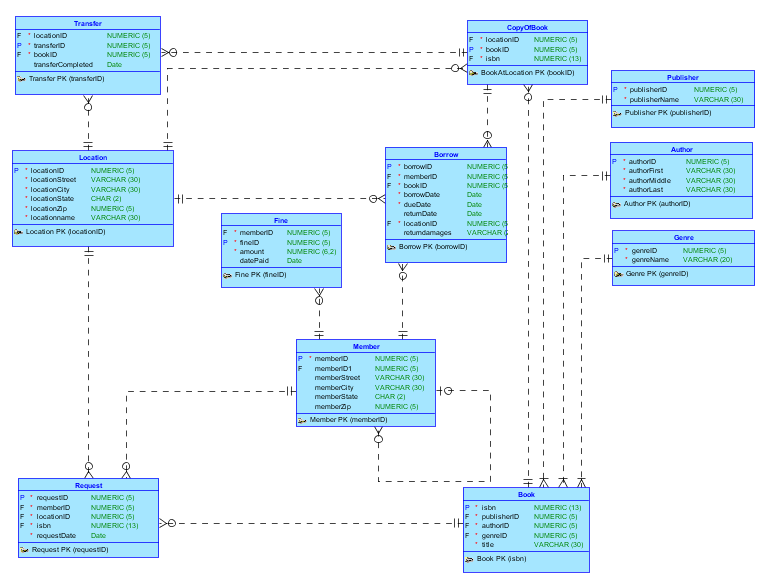 Transfer
F * locationID NUMERIC (5)
P * transferID NUMERIC (5)
F * bookID NUMERIC (5)
transferCompleted Date
Transfer PK (transferID)
CopyOfBook
F * locationID NUMERIC (5)
P * bookID NUMERIC (5)
F * isbn NUMERIC (13)
BookAtLocation PK (bookID)
Publisher
P * publisherID NUMERIC (5)
* publisherName VARCHAR (30)
Publisher PK (publisherID)
Location
P * locationID NUMERIC (5)
* locationStreet VARCHAR (30)
* locationCity VARCHAR (30)
* locationState CHAR (2)
* locationZip NUMERIC (5)
* locationname VARCHAR (30)
Location PK (locationID)
Borrow
P * borrowID NUMERIC (5
F * memberID NUMERIC (5
F * bookID NUMERIC (5
* borrowDate Date
* dueDate Date
returnDate Date
F * locationID NUMERIC (5
returndamages VARCHAR (
Borrow PK (borrowID)
Author
P * authorID NUMERIC (5)
* authorFirst VARCHAR (30)
* authorMiddle VARCHAR (30)
* authorLast VARCHAR (30)
Author PK (authorID)
Fine
F * memberID NUMERIC (5)
P * fineID NUMERIC (5)
* amount NUMERIC (6,2)
datePaid Date
Fine PK (fineID)
Genre
P * genreID NUMERIC (5)
* genreName VARCHAR (20)
Genre PK (genreID)
Member
P * memberID NUMERIC (5)
F memberID1 NUMERIC (5)
memberStreet VARCHAR (30)
memberCity VARCHAR (30)
memberState CHAR (2)
memberZip NUMERIC (5)
Member PK (memberID)
Request
P * requestID NUMERIC (5)
F * memberID NUMERIC (5)
F * locationID NUMERIC (5)
F * isbn NUMERIC (13)
* requestDate Date
Request PK (requestID)
Book
P * isbn NUMERIC (13)
F * publisherID NUMERIC (5)
F * authorID NUMERIC (5)
F * genreID NUMERIC (5)
* title VARCHAR (30)
Book PK (isbn)